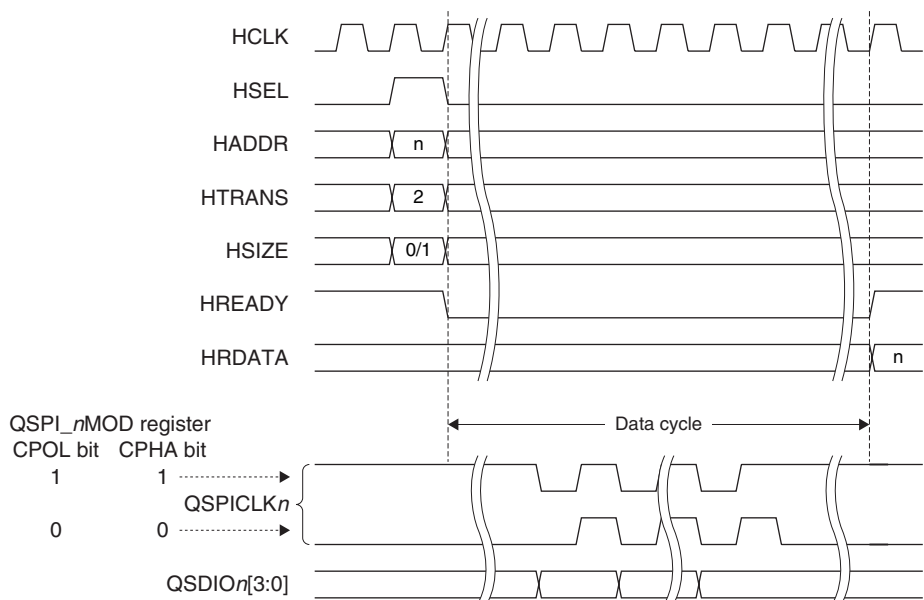 HCLK
HSEL
HADDR n
HTRANS 2
HSIZE 0/1
HREADY
HRDATA n
QSPI_nMOD register
CPOL bit CPHA bit
Data cycle
1 1
QSPICLKn
0 0
QSDIOn[3:0]